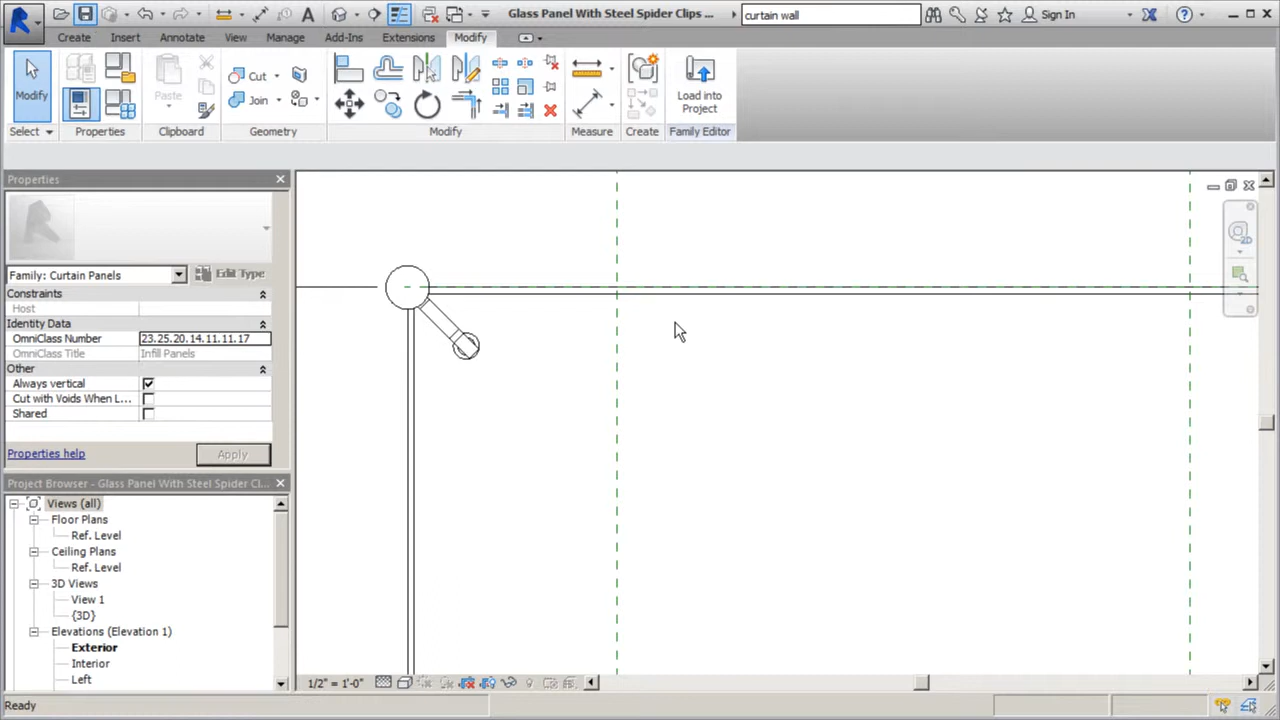 Glass Panel With Steel Spider Clips ...
curtain wall
Sign In
Create Insert Annotate View Manage Add-Ins Extensions Modify
Modify
Paste
Cut
Join
Load into
Project
Select Properties Clipboard Geometry Modify Measure Create Family Editor
Properties
Family: Curtain Panels
Edit Type
Constraints
Host
Identity Data
OmniClass Number 23.25.20.14.11.11.17
OmniClass Title Infill Panels
Other
Always vertical
Cut with Voids When L...
Shared
Properties help
Apply
Project Browser - Glass Panel With Steel Spider Cl...
Views (all)
Floor Plans
Ref. Level
Ceiling Plans
Ref. Level
3D Views
View 1
{3D}
Elevations (Elevation 1)
Exterior
Interior
Left
1/2" = 1'-0"
Ready
2D